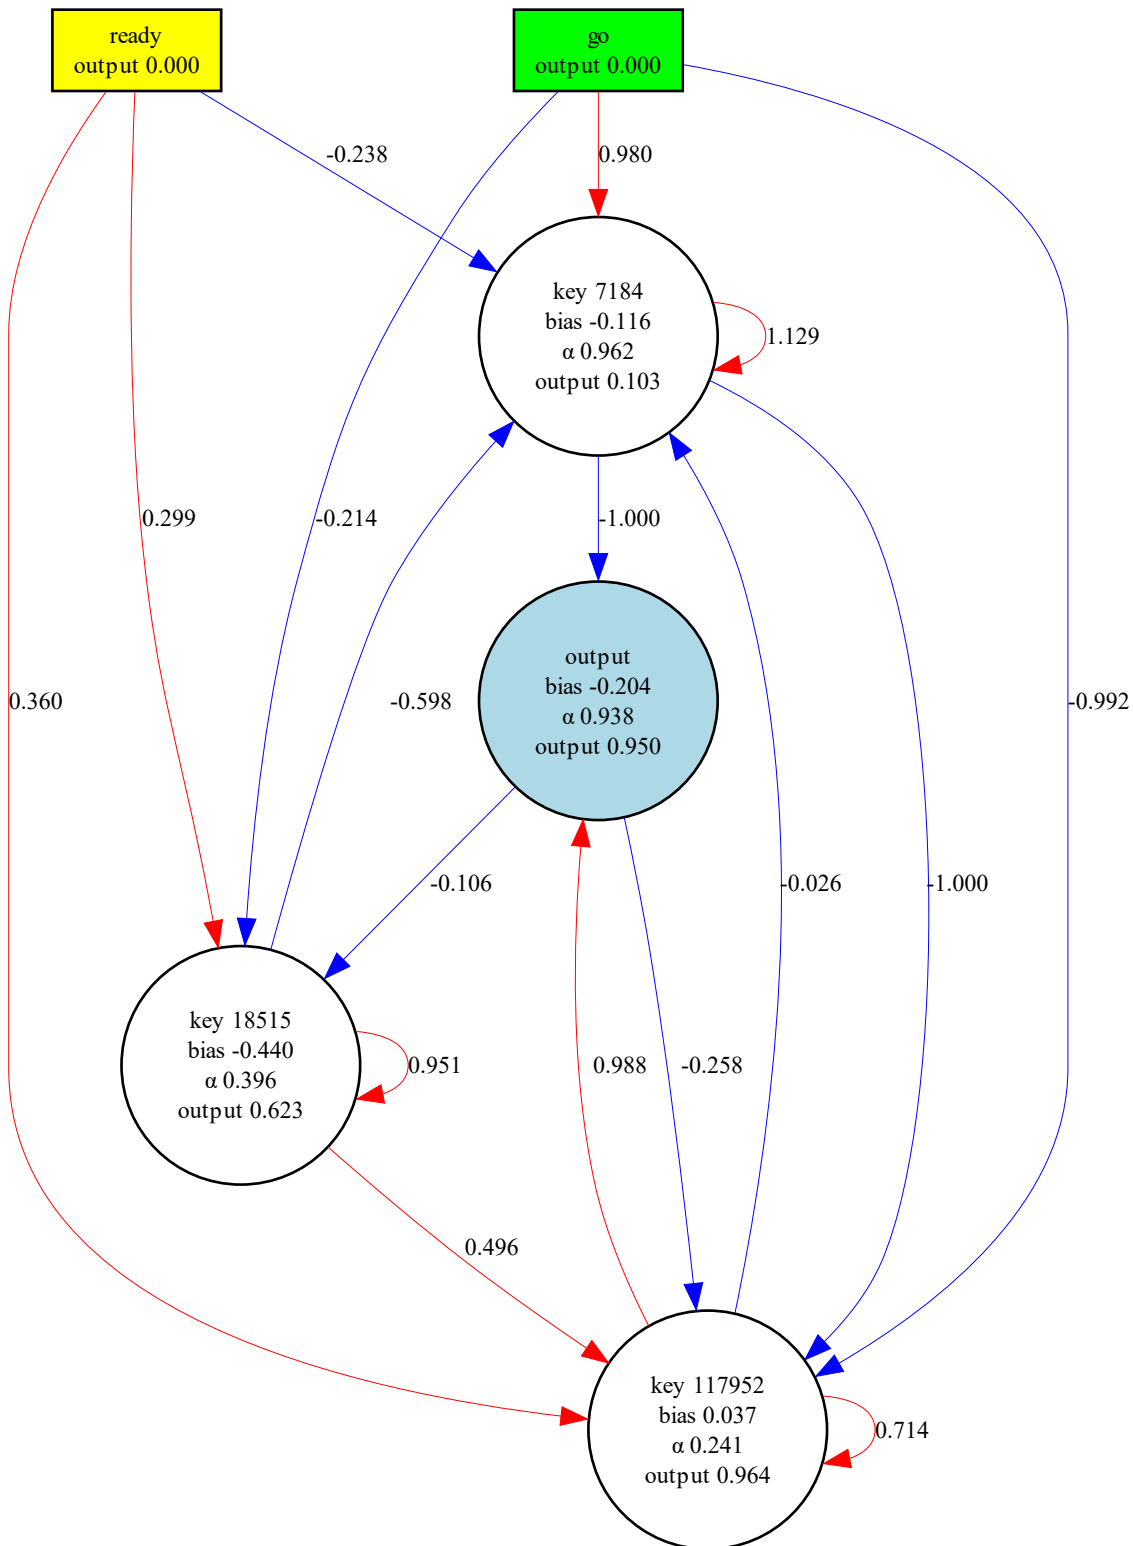 ready
output 0.000
go
output 0.000
-0.238
0.980
key 7184
bias -0.116
α 0.962
output 0.103
1.129
0.299
-0.214
-1.000
output
bias -0.204
α 0.938
output 0.950
0.360
-0.598
-0.992
-0.106
-0.026
-1.000
key 18515
bias -0.440
α 0.396
output 0.623
0.951
0.988
-0.258
0.496
key 117952
bias 0.037
α 0.241
output 0.964
0.714